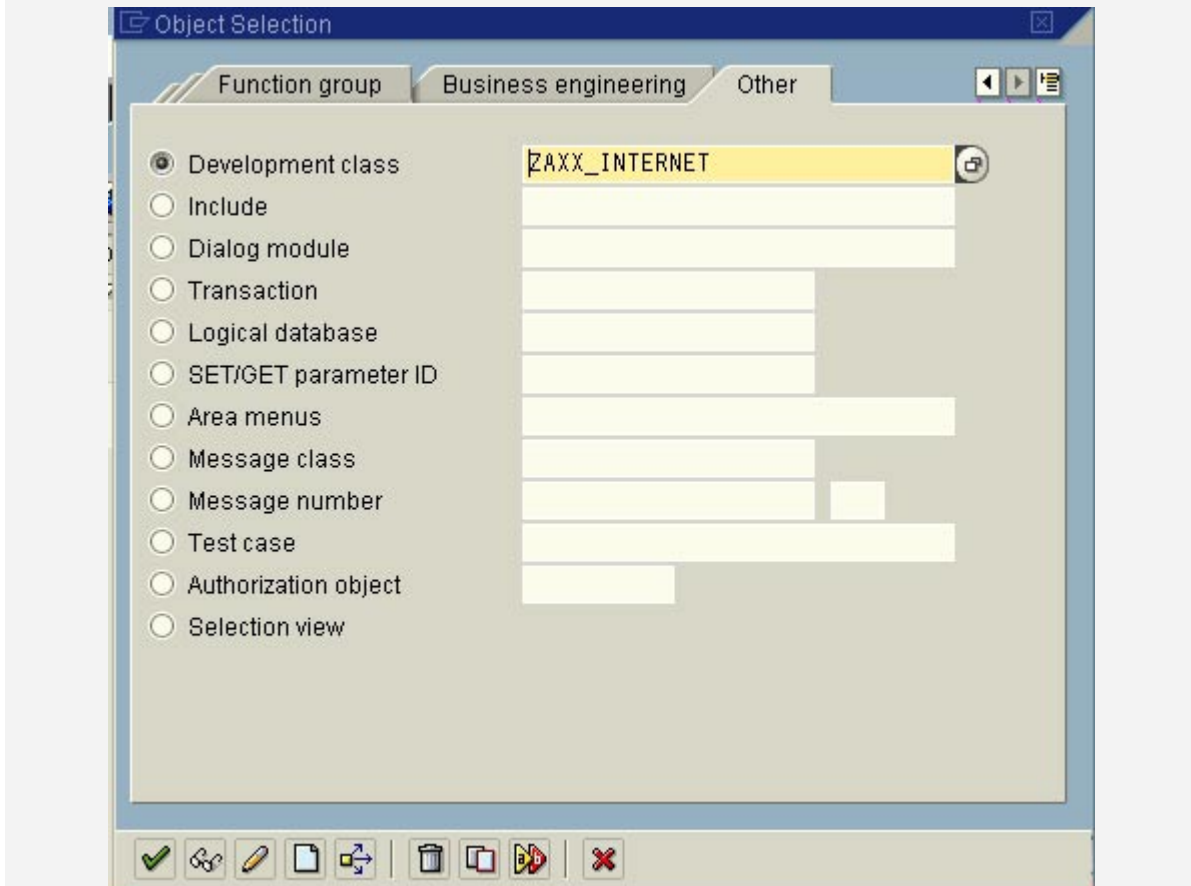 Object Selection
Function group Business engineering Other
Development class ZAXX_INTERNET
Include
Dialog module
Transaction
Logical database
SET/GET parameter ID
Area menus
Message class
Message number
Test case
Authorization object
Selection view